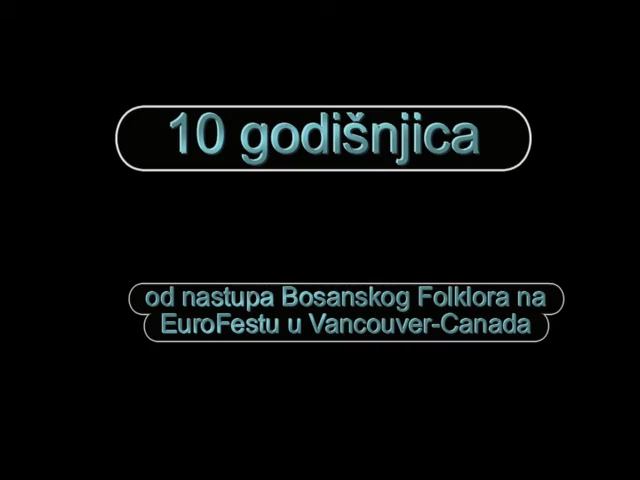 10 godišnjica
od nastupa Bosanskog Folklora na
EuroFestu u Vancouver-Canada